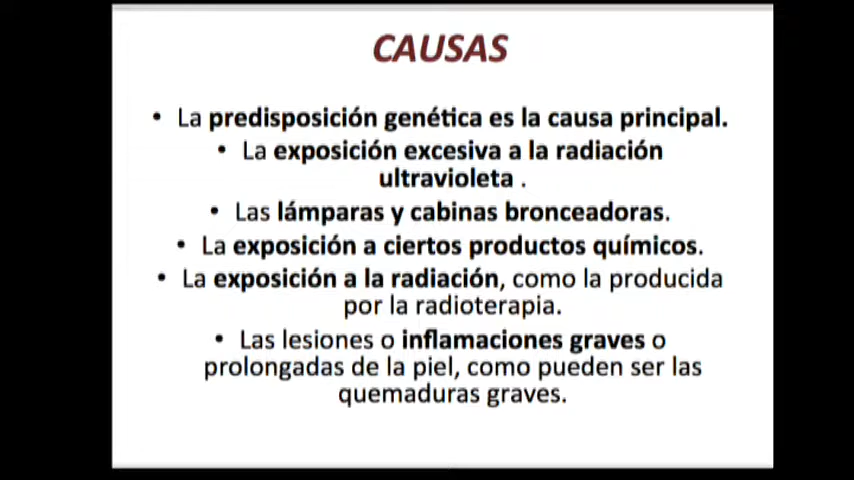 CAUSAS
• La predisposición genética es la causa principal.
• La exposición excesiva a la radiación
ultravioleta .
• Las lámparas y cabinas bronceadoras.
• La exposición a ciertos productos químicos.
• La exposición a la radiación, como la producida
por la radioterapia.
• Las lesiones o inflamaciones graves o
prolongadas de la piel, como pueden ser las
quemaduras graves.